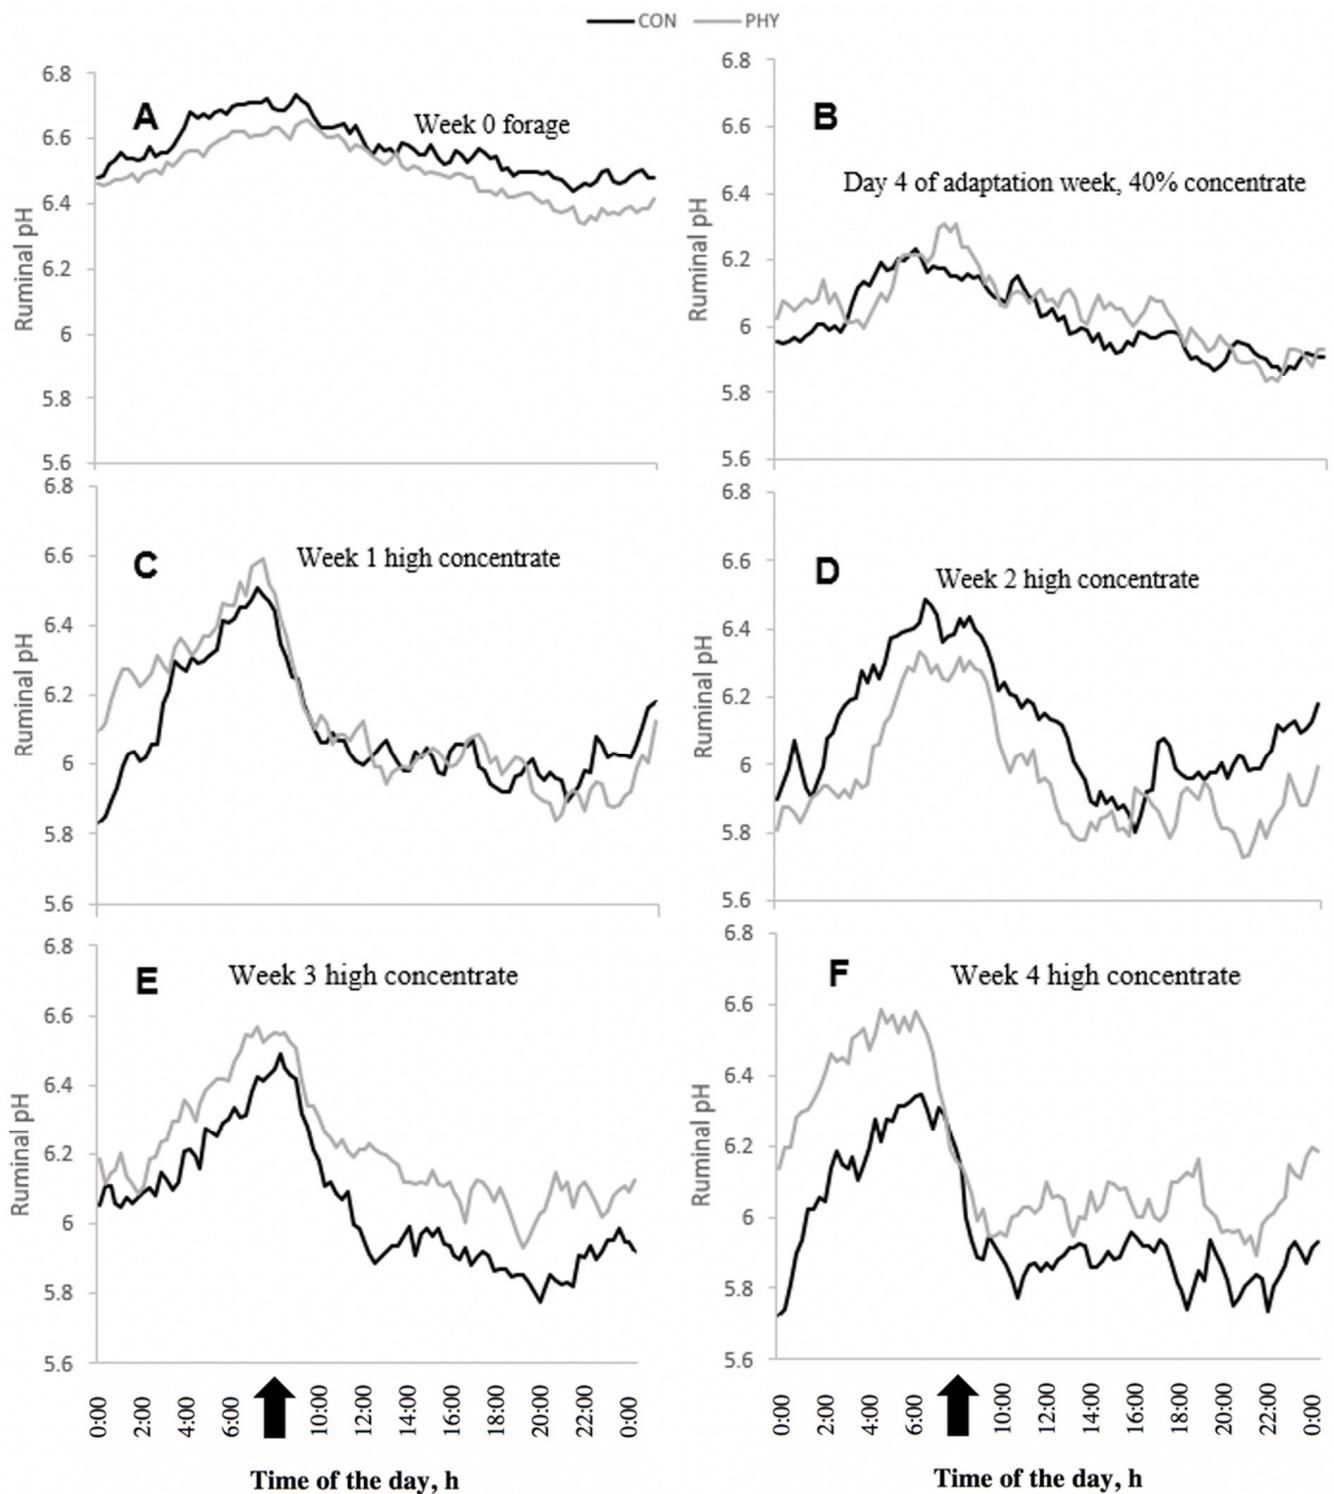 CON PHY
6.8
6.6
6.4
6.2
6
5.8
5.6
Ruminal pH
A
Week 0 forage
6.8
6.6
6.4
6.2
6
5.8
5.6
Ruminal pH
B
Day 4 of adaptation week, 40% concentrate
6.8
6.6
6.4
6.2
6
5.8
5.6
Ruminal pH
C
Week 1 high concentrate
6.8
6.6
6.4
6.2
6
5.8
5.6
Ruminal pH
D
Week 2 high concentrate
6.8
6.6
6.4
6.2
6
5.8
5.6
Ruminal pH
E
Week 3 high concentrate
0:00 2:00 4:00 6:00 10:00 12:00 14:00 16:00 18:00 20:00 22:00 0:00
Time of the day, h
6.8
6.6
6.4
6.2
6
5.8
5.6
Ruminal pH
F
Week 4 high concentrate
0:00 2:00 4:00 6:00 10:00 12:00 14:00 16:00 18:00 20:00 22:00 0:00
Time of the day, h